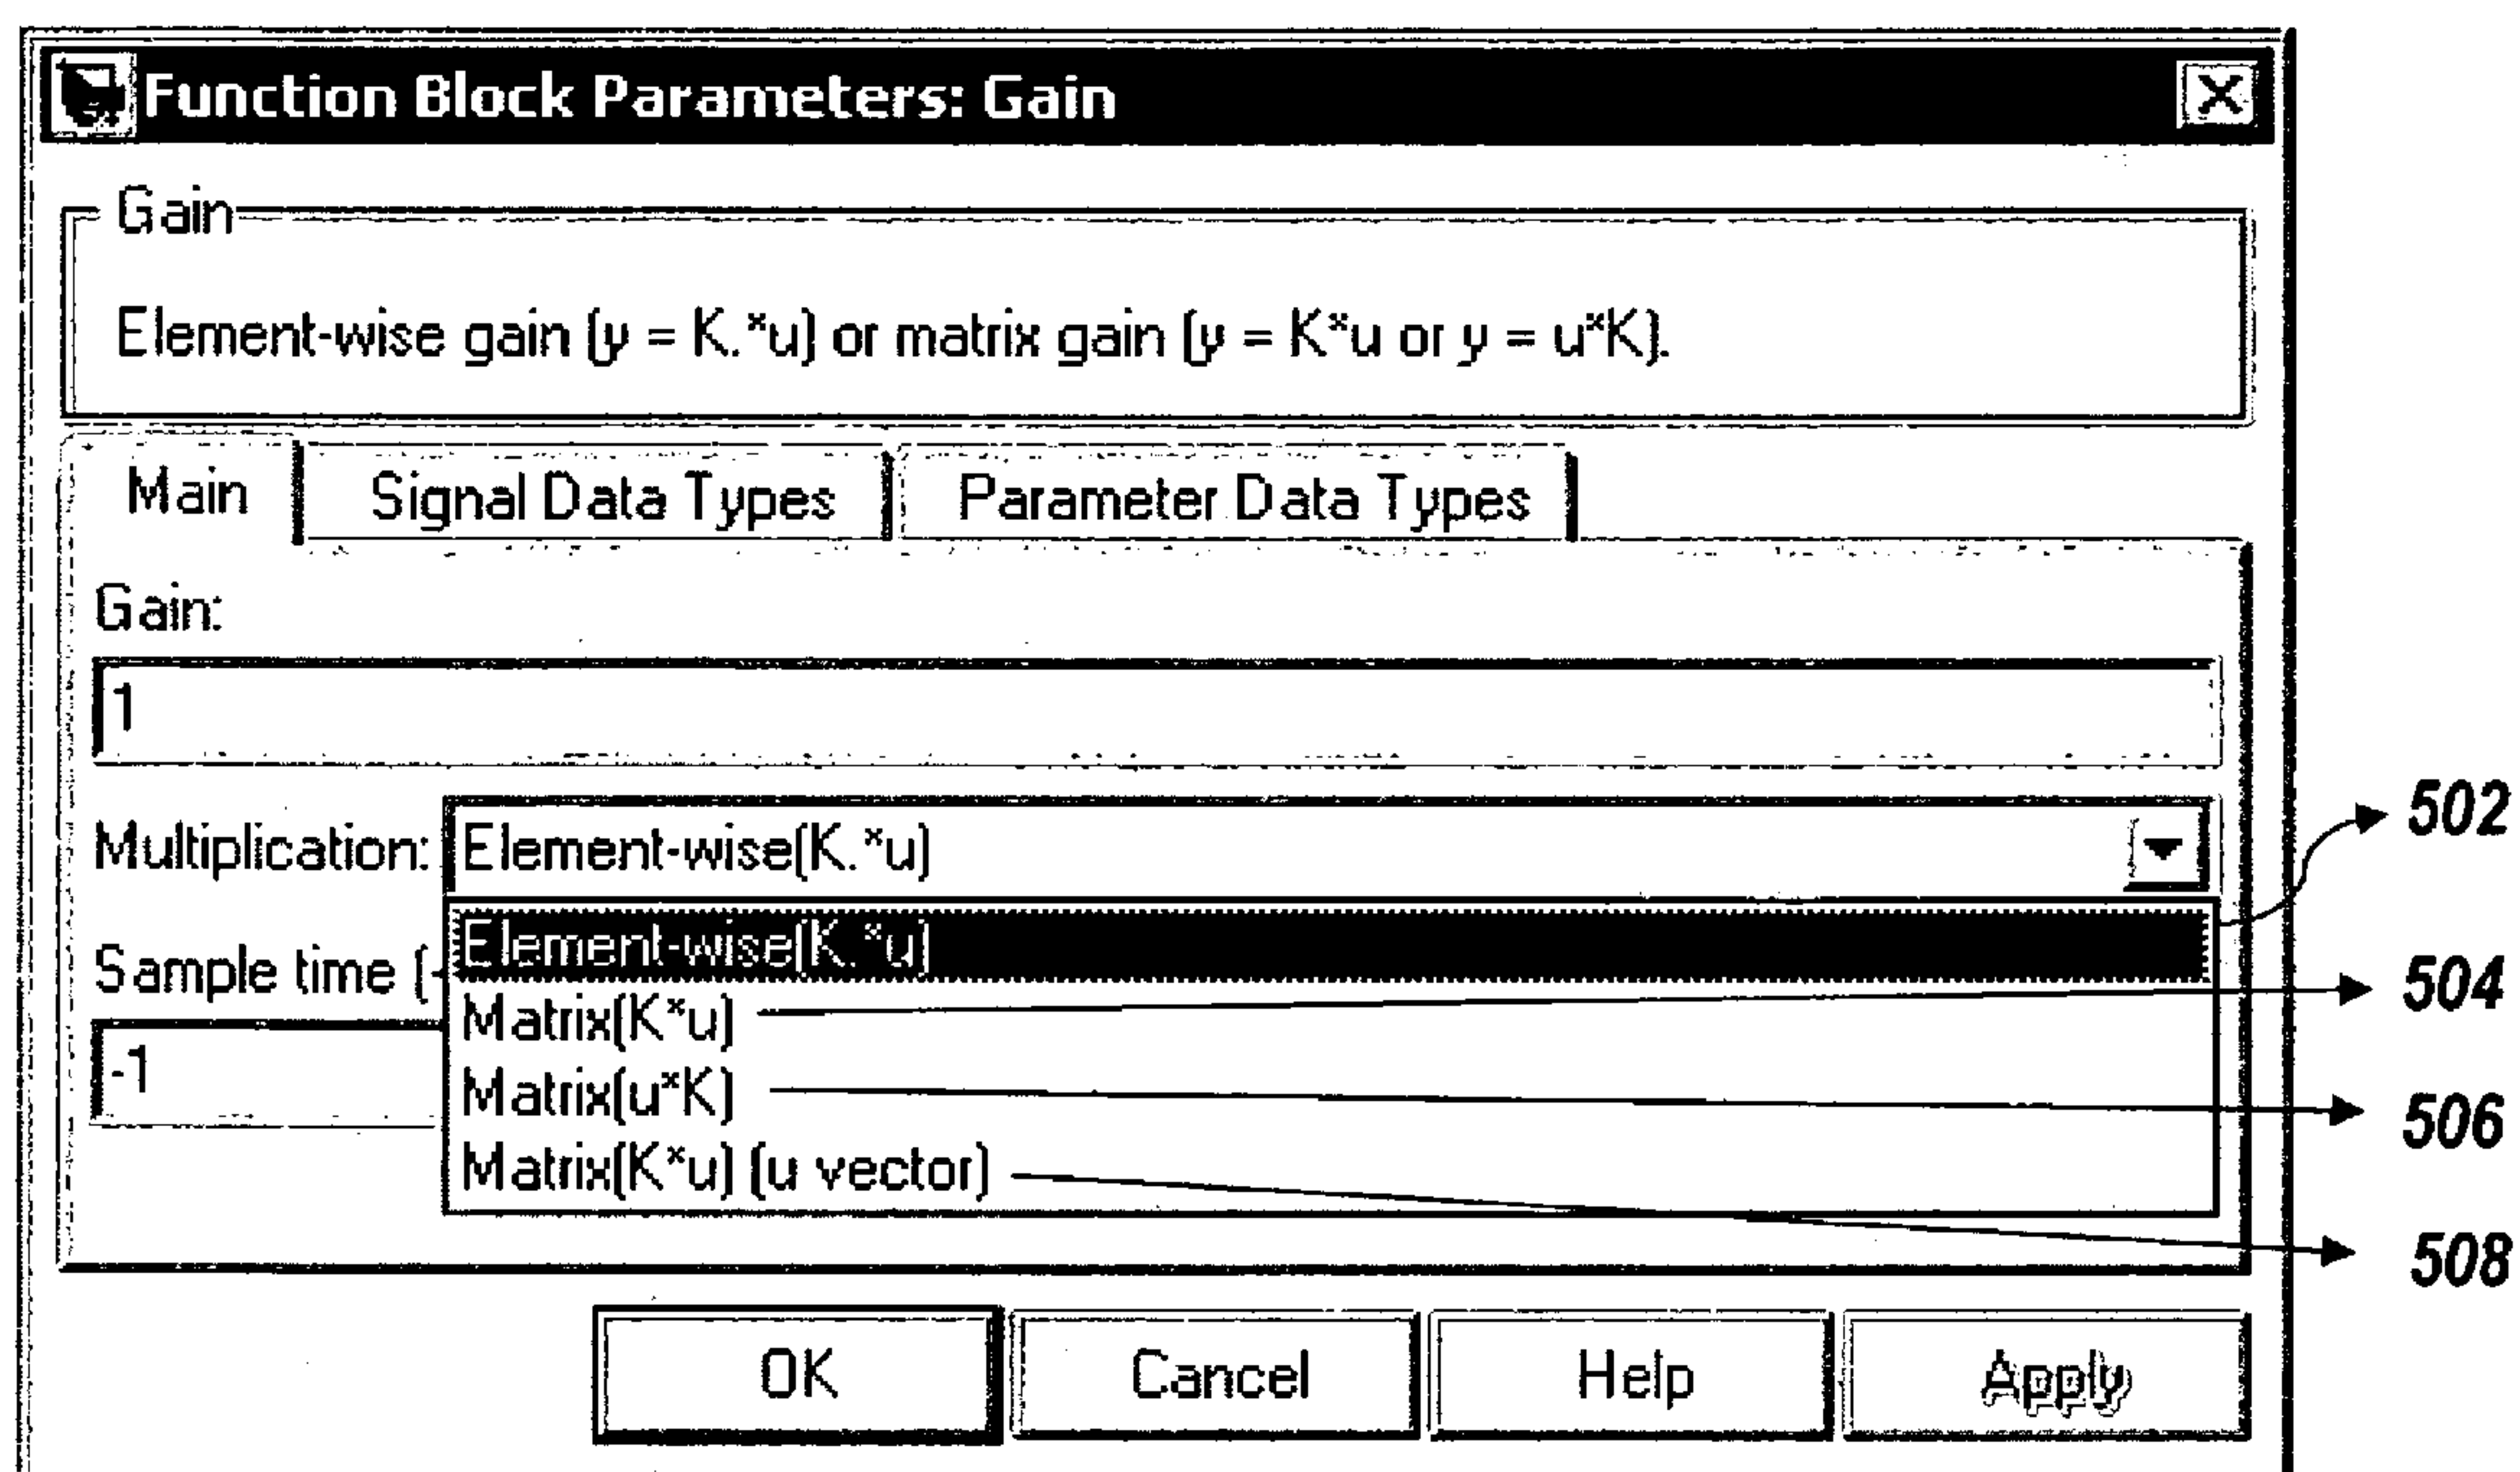 Function Block Parameters: Gain
Gain
Element-wise gain (y = K.*u) or matrix gain (y = K*u or y = u*K).
Main Signal Data Types Parameter Data Types
Gain:
1
Multiplication: Element-wise(K.*u)
502
Element-wise(K.*u)
Sample time (-
Matrix(K*u) 504
-1
Matrix(u*K) 506
Matrix(K*u) (u vector) 508
OK Cancel Help Apply